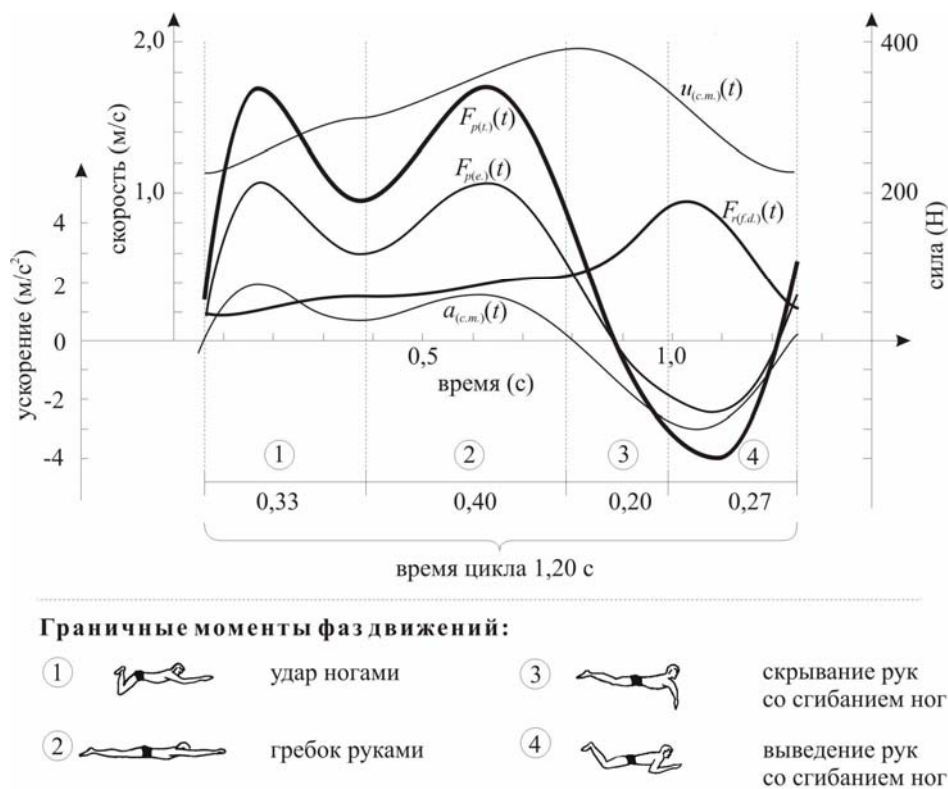 2,0
400
скорость (м/с)
u(c.m.)(t)
Fp(t.)(t)
Fp(e.)(t)
1,0
200
4
Fr(f.d.)(t)
ускорение (м/с²)
сила (Н)
2
a(c.m.)(t)
0
0
0,5
1,0
время (с)
-2
-4
1
2
3
4
0,33
0,40
0,20
0,27
время цикла 1,20 с
Граничные моменты фаз движений:
1
удар ногами
2
гребок руками
3
скрывание рук
со сгибанием ног
4
выведение рук
со сгибанием ног